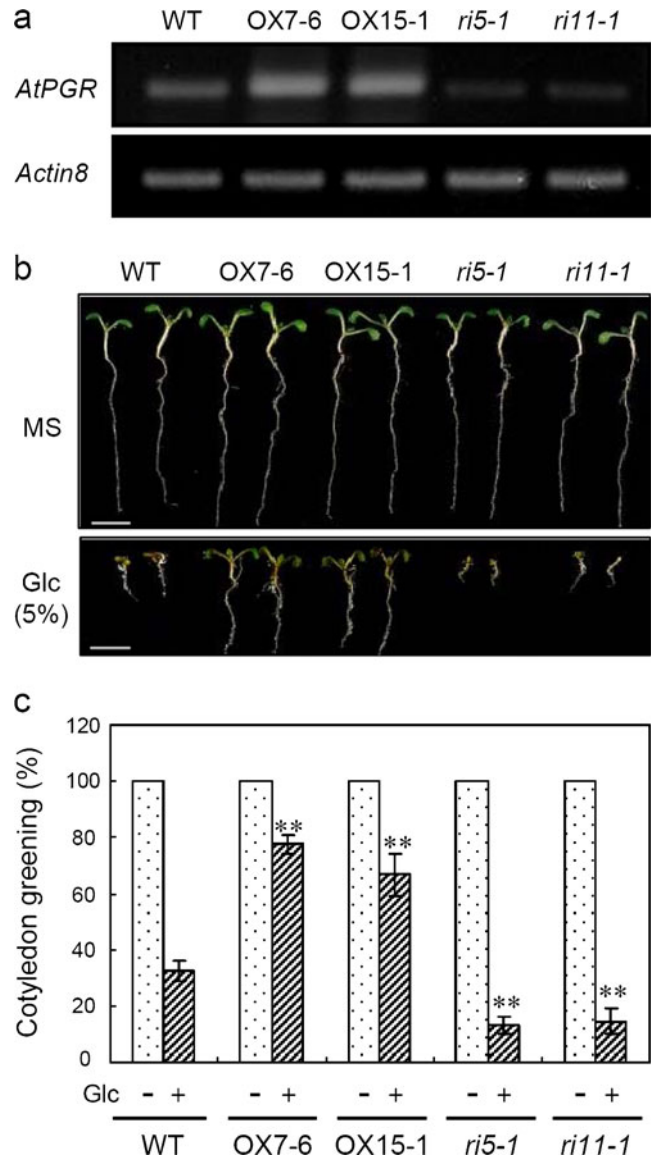 a
WT OX7-6 OX15-1 ri5-1 ri11-1
AtPGR
Actin8
b
WT OX7-6 OX15-1 ri5-1 ri11-1
MS
Glc
(5%)
c
Cotyledon greening (%)
120
100
80
60
40
20
0
** ** ** **
Glc - + - + - + - + - +
WT OX7-6 OX15-1 ri5-1 ri11-1